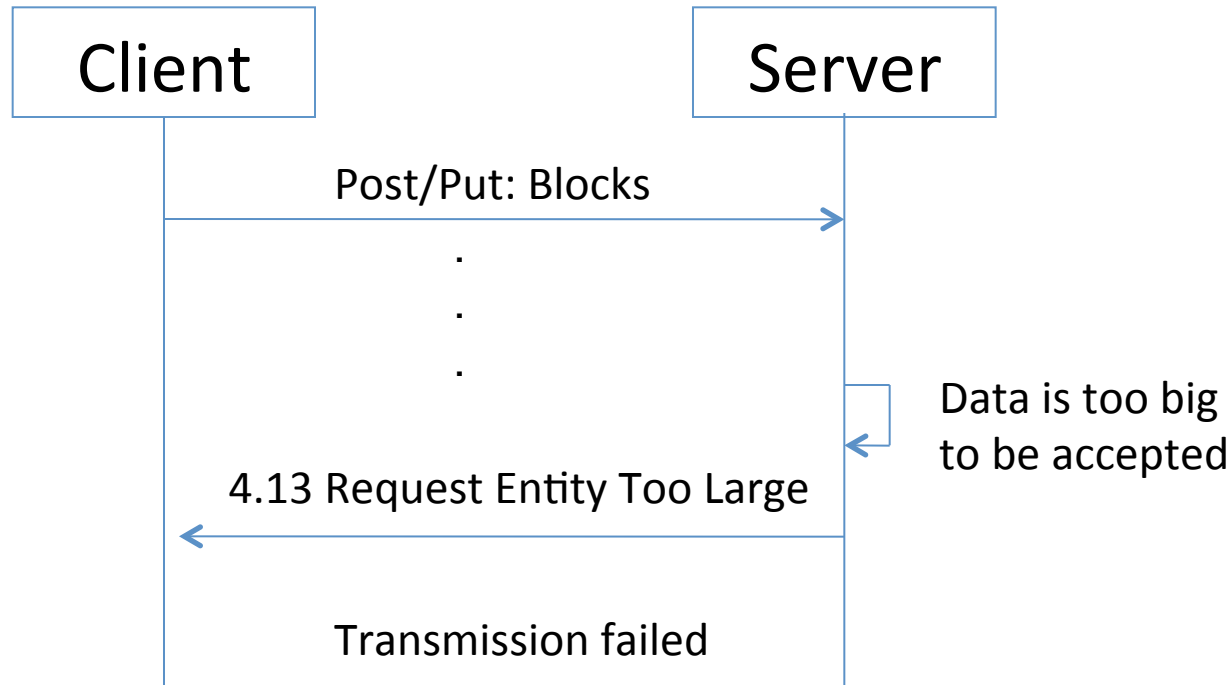 Client
Server
Post/Put: Blocks
.
.
.
Data is too big
to be accepted
4.13 Request Entity Too Large
Transmission failed